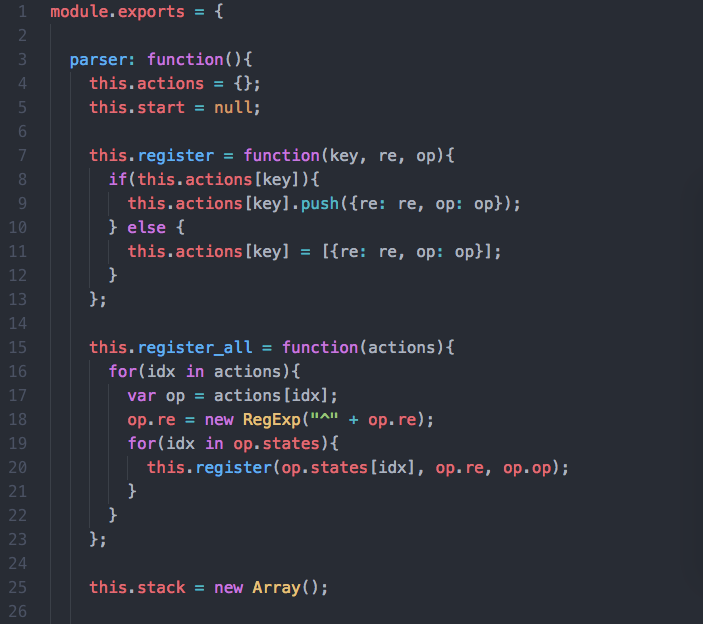 1 module.exports = {
2
3 parser: function(){
4 this.actions = {};
5 this.start = null;
6
7 this.register = function(key, re, op){
8 if(this.actions[key]){
9 this.actions[key].push({re: re, op: op});
10 } else {
11 this.actions[key] = [{re: re, op: op}];
12 }
13 };
14
15 this.register_all = function(actions){
16 for(idx in actions){
17 var op = actions[idx];
18 op.re = new RegExp("^" + op.re);
19 for(idx in op.states){
20 this.register(op.states[idx], op.re, op.op);
21 }
22 }
23 };
24
25 this.stack = new Array();
26